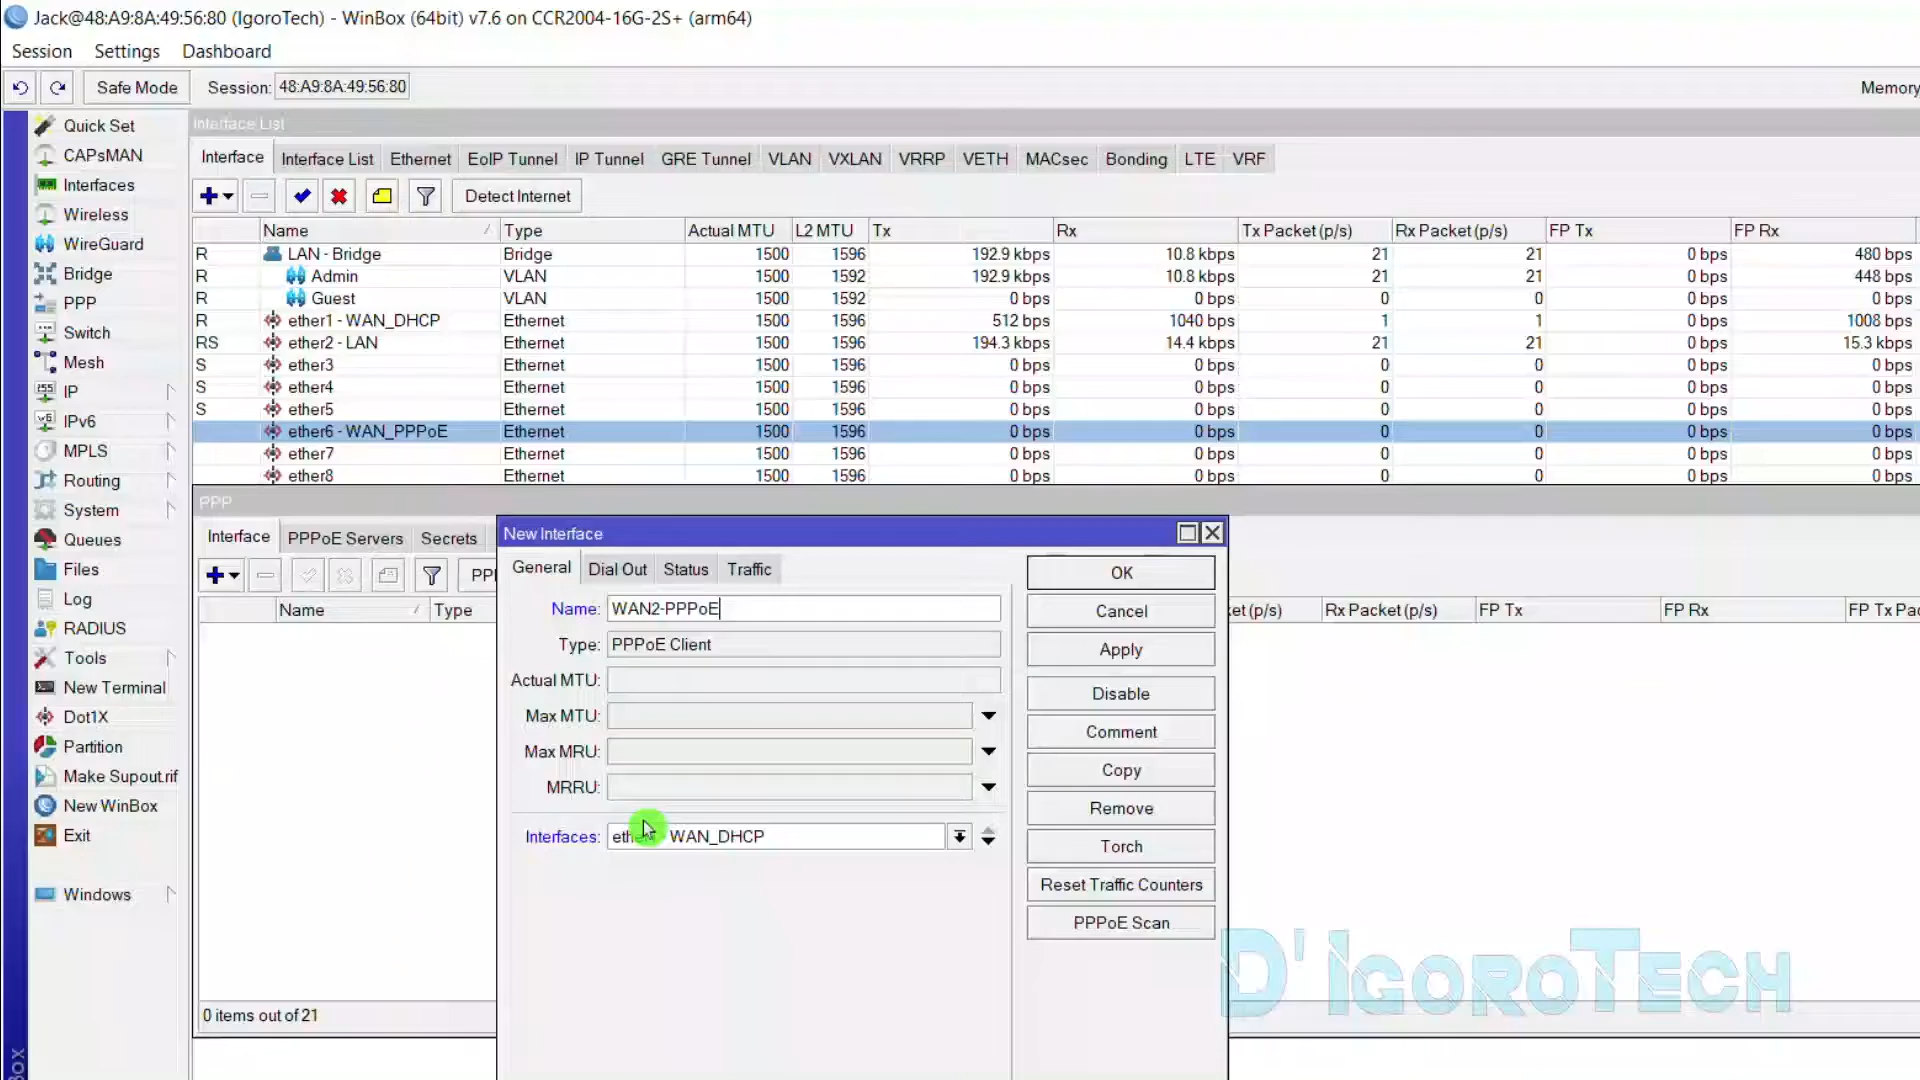 Jack@48:A9:8A:49:56:80 (IgoroTech) - WinBox (64bit) v7.6 on CCR2004-16G-2S+ (arm64)
Session Settings Dashboard
Safe Mode Session: 48:A9:8A:49:56:80 Memory
Quick Set
CAPsMAN
Interfaces
Wireless
WireGuard
Bridge
PPP
Switch
Mesh
IP
IPv6
MPLS
Routing
System
Queues
Files
Log
RADIUS
Tools
New Terminal
Dot1X
Partition
Make Supout.rif
New WinBox
Exit
Windows
Interface List
Interface Interface List Ethernet EoIP Tunnel IP Tunnel GRE Tunnel VLAN VXLAN VRRP VETH MACsec Bonding LTE VRF
Detect Internet
Name Type Actual MTU L2 MTU Tx Rx Tx Packet (p/s) Rx Packet (p/s) FP Tx FP Rx
R LAN - Bridge Bridge 1500 1596 192.9 kbps 10.8 kbps 21 21 0 bps 480 bps
R Admin VLAN 1500 1592 192.9 kbps 10.8 kbps 21 21 0 bps 448 bps
R Guest VLAN 1500 1592 0 bps 0 bps 0 0 0 bps 0 bps
R ether1 - WAN_DHCP Ethernet 1500 1596 512 bps 1040 bps 1 1 0 bps 1008 bps
RS ether2 - LAN Ethernet 1500 1596 194.3 kbps 14.4 kbps 21 21 0 bps 15.3 kbps
S ether3 Ethernet 1500 1596 0 bps 0 bps 0 0 0 bps 0 bps
S ether4 Ethernet 1500 1596 0 bps 0 bps 0 0 0 bps 0 bps
S ether5 Ethernet 1500 1596 0 bps 0 bps 0 0 0 bps 0 bps
ether6 - WAN_PPPoE Ethernet 1500 1596 0 bps 0 bps 0 0 0 bps 0 bps
ether7 Ethernet 1500 1596 0 bps 0 bps 0 0 0 bps 0 bps
ether8 Ethernet 1500 1596 0 bps 0 bps 0 0 0 bps 0 bps
PPP
Interface PPPoE Servers Secrets
Name Type Rx Packet (p/s) FP Tx FP Rx FP Tx Pac
0 items out of 21
New Interface
General Dial Out Status Traffic
Name: WAN2-PPPoE
Type: PPPoE Client
Actual MTU:
Max MTU:
Max MRU:
MRRU:
Interfaces: WAN_DHCP
OK
Cancel
Apply
Disable
Comment
Copy
Remove
Torch
Reset Traffic Counters
PPPoE Scan
D'IGOROTECH